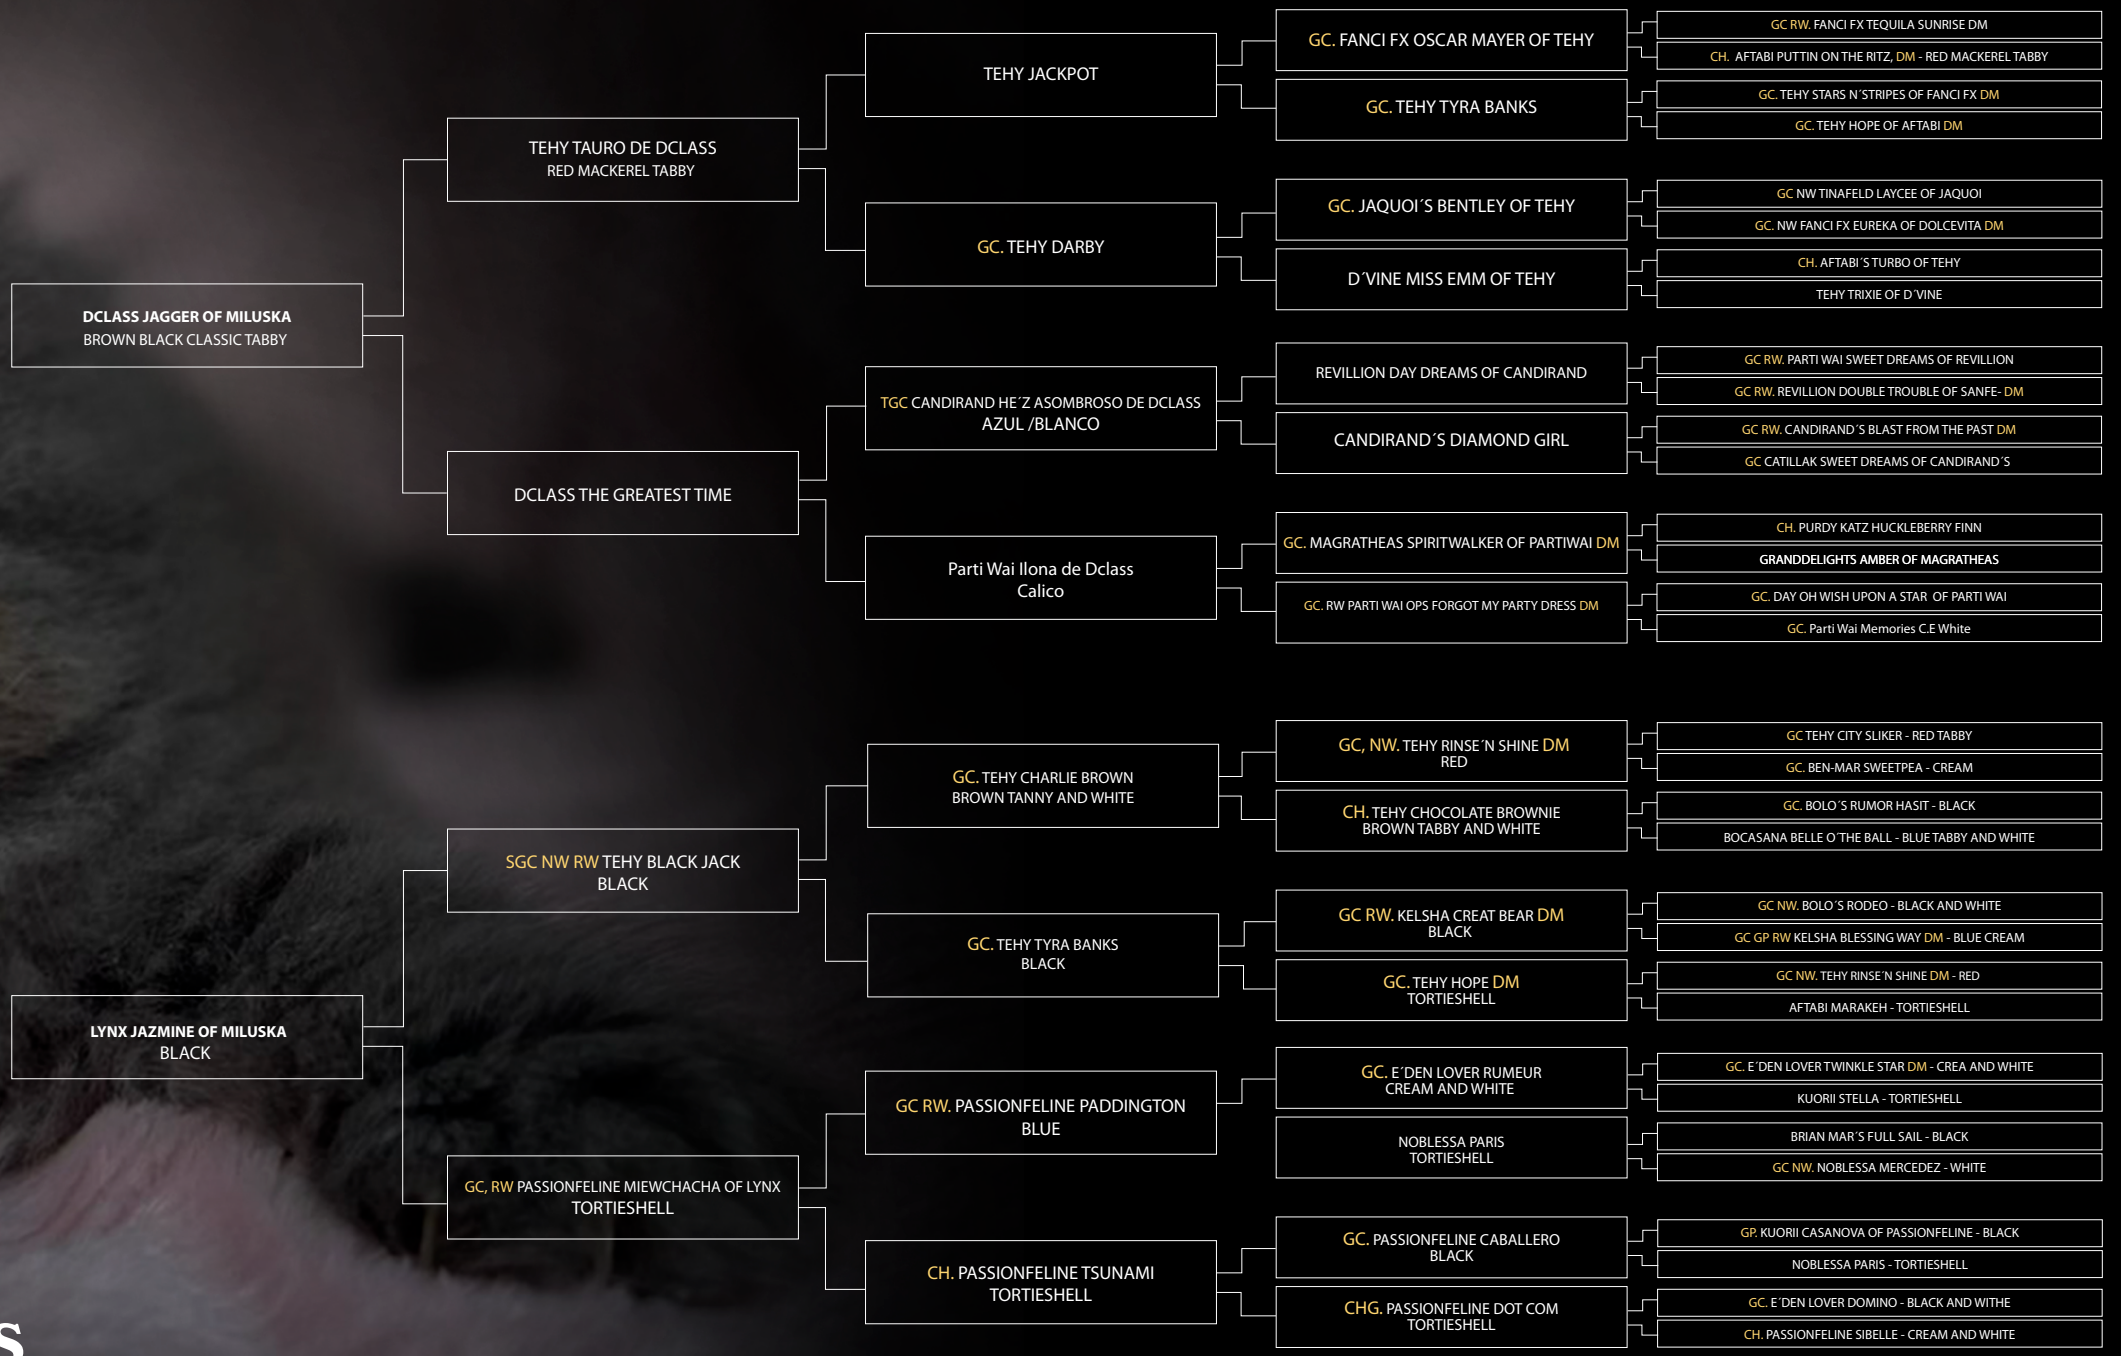 DCLASS JAGGER OF MILUSKA
BROWN BLACK CLASSIC TABBY
TEHY TAURO DE DCLASS
RED MACKEREL TABBY
DCLASS THE GREATEST TIME
TEHY JACKPOT
GC. TEHY DARBY
TGC CANDIRAND HE´Z ASOMBROSO DE DCLASS
AZUL /BLANCO
Parti Wai Ilona de Dclass
Calico
GC. FANCI FX OSCAR MAYER OF TEHY
GC. TEHY TYRA BANKS
GC. JAQUOI´S BENTLEY OF TEHY
D´VINE MISS EMM OF TEHY
REVILLION DAY DREAMS OF CANDIRAND
CANDIRAND´S DIAMOND GIRL
GC. MAGRATHEAS SPIRITWALKER OF PARTIWAI DM
GC. RW PARTI WAI OPS FORGOT MY PARTY DRESS DM
GC RW. FANCI FX TEQUILA SUNRISE DM
CH. AFTABI PUTTIN ON THE RITZ, DM - RED MACKEREL TABBY
GC. TEHY STARS N´STRIPES OF FANCI FX DM
GC. TEHY HOPE OF AFTABI DM
GC NW TINAFELD LAYCEE OF JAQUOI
GC. NW FANCI FX EUREKA OF DOLCEVITA DM
CH. AFTABI´S TURBO OF TEHY
TEHY TRIXIE OF D´VINE
GC RW. PARTI WAI SWEET DREAMS OF REVILLION
GC RW. REVILLION DOUBLE TROUBLE OF SANFE- DM
GC RW. CANDIRAND´S BLAST FROM THE PAST DM
GC CATILLAK SWEET DREAMS OF CANDIRAND´S
CH. PURDY KATZ HUCKLEBERRY FINN
GRANDDELIGHTS AMBER OF MAGRATHEAS
GC. DAY OH WISH UPON A STAR OF PARTI WAI
GC. Parti Wai Memories C.E White
LYNX JAZMINE OF MILUSKA
BLACK
SGC NW RW TEHY BLACK JACK
BLACK
GC, RW PASSIONFELINE MIEWCHACHA OF LYNX
TORTIESHELL
GC. TEHY CHARLIE BROWN
BROWN TANNY AND WHITE
GC. TEHY TYRA BANKS
BLACK
GC RW. PASSIONFELINE PADDINGTON
BLUE
CH. PASSIONFELINE TSUNAMI
TORTIESHELL
GC, NW. TEHY RINSE´N SHINE DM
RED
CH. TEHY CHOCOLATE BROWNIE
BROWN TABBY AND WHITE
GC RW. KELSHA CREAT BEAR DM
BLACK
GC. TEHY HOPE DM
TORTIESHELL
GC. E´DEN LOVER RUMEUR
CREAM AND WHITE
NOBLESSA PARIS
TORTIESHELL
GC. PASSIONFELINE CABALLERO
BLACK
CHG. PASSIONFELINE DOT COM
TORTIESHELL
GC TEHY CITY SLIKER - RED TABBY
GC. BEN-MAR SWEETPEA - CREAM
GC. BOLO´S RUMOR HASIT - BLACK
BOCASANA BELLE O´THE BALL - BLUE TABBY AND WHITE
GC NW. BOLO´S RODEO - BLACK AND WHITE
GC GP RW KELSHA BLESSING WAY DM - BLUE CREAM
GC NW. TEHY RINSE´N SHINE DM - RED
AFTABI MARAKEH - TORTIESHELL
GC. E´DEN LOVER TWINKLE STAR DM - CREA AND WHITE
KUORII STELLA - TORTIESHELL
BRIAN MAR´S FULL SAIL - BLACK
GC NW. NOBLESSA MERCEDEZ - WHITE
GP. KUORII CASANOVA OF PASSIONFELINE - BLACK
NOBLESSA PARIS - TORTIESHELL
GC. E´DEN LOVER DOMINO - BLACK AND WITHE
CH. PASSIONFELINE SIBELLE - CREAM AND WHITE
s